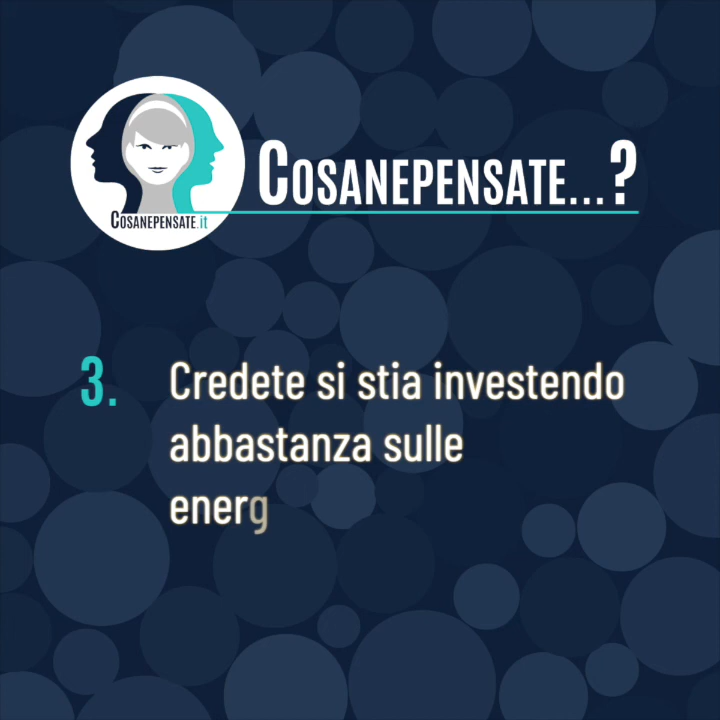 COSANEPENSATE...?
COSANEPENSATE.it
3. Credete si stia investendo
abbastanza sulle
energ